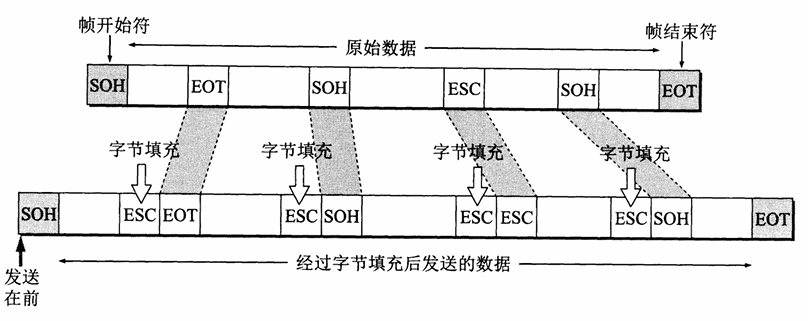 帧开始符
原始数据
帧结束符
SOH EOT SOH ESC SOH EOT
字节填充 字节填充 字节填充 字节填充
SOH ESC EOT ESC SOH ESC ESC ESC SOH EOT
发送
在前
经过字节填充后发送的数据